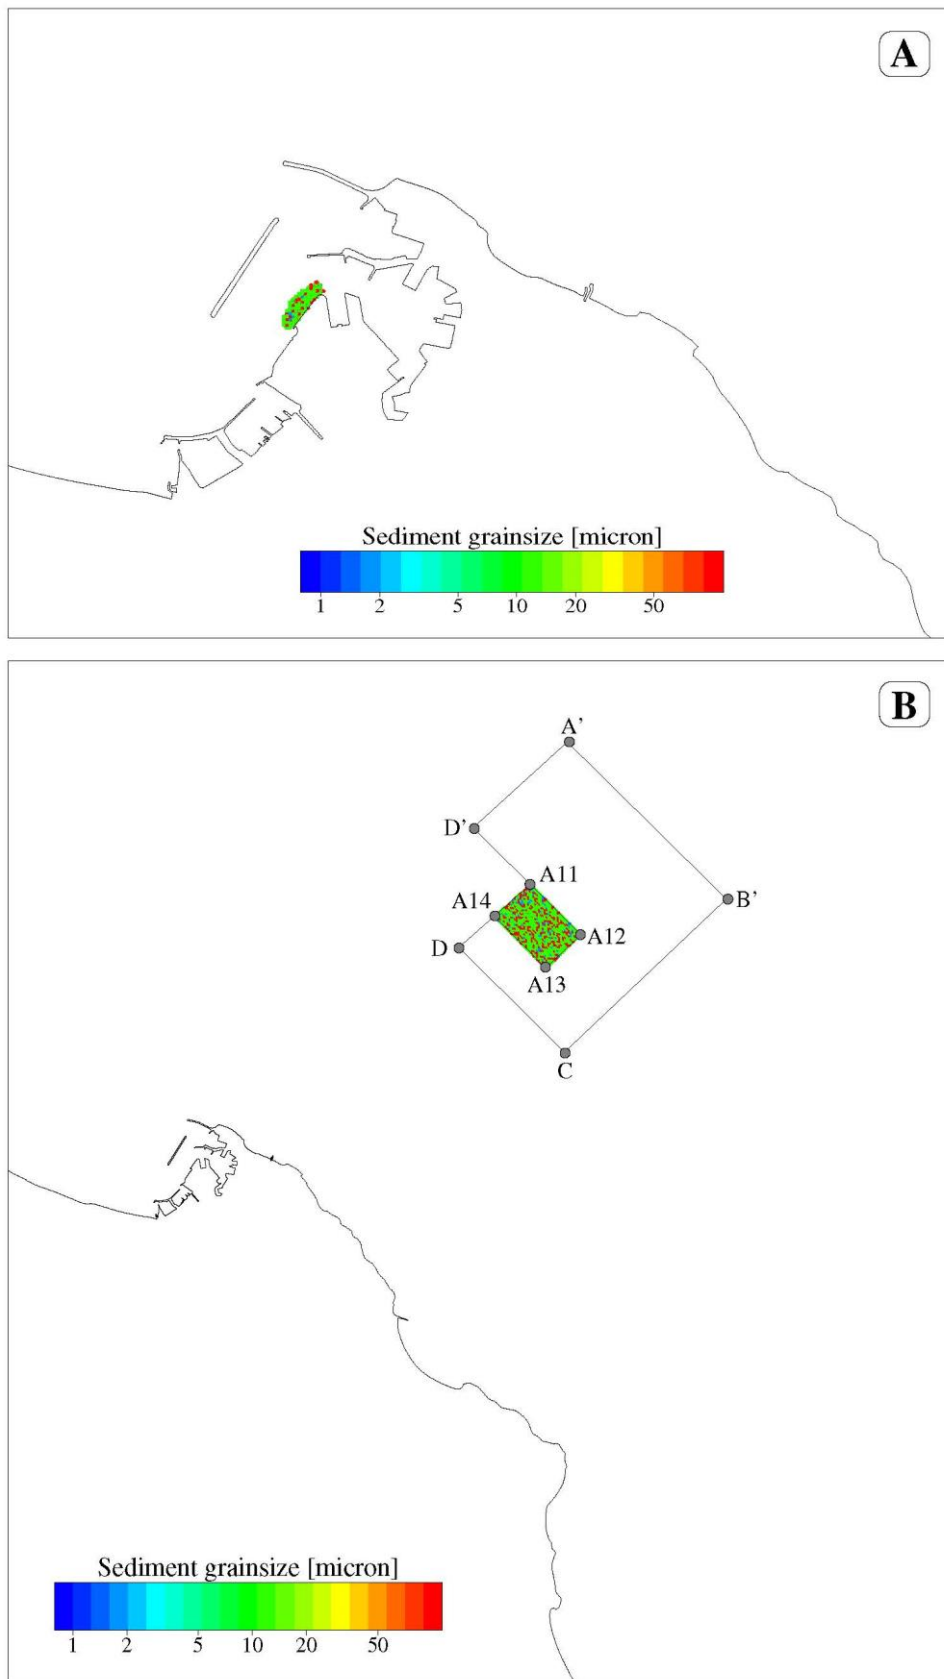 A
Sediment grainsize [micron]
1 2 5 10 20 50
B
A'
D'
A11
B'
A14
A12
D
A13
C
Sediment grainsize [micron]
1 2 5 10 20 50